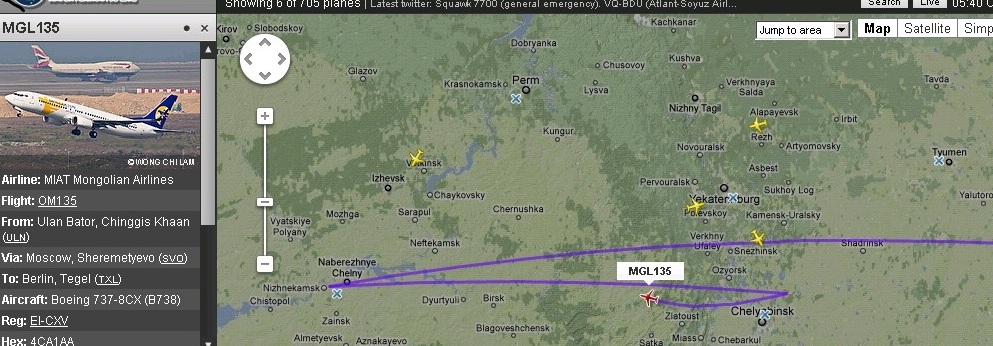 Showing 6 of 705 planes | Latest twitter: Squawk 7700 (general emergency). VQ-BDU (Atlant-Soyuz Airl...
Search Live 05:40
MGL135
©WONG CHI LAM
Airline: MIAT Mongolian Airlines
Flight: OM135
From: Ulan Bator, Chinggis Khaan
(ULN)
Via: Moscow, Sheremetyevo (SVO)
To: Berlin, Tegel (TXL)
Aircraft: Boeing 737-8CX (B738)
Reg: EI-CXV
Hex: 4CA1AA
Jump to area
Map Satellite Simp
Kirov
Slobodskoy
Kachkanar
Dobryanka
Glazov
Krasnokamsk
Perm
Chusovoy
Kushva
Lysva
Verkhnyaya
Salda
Tavda
Nizhny Tagil
Alapayevsk
Irbit
Kungur
Rezh
Artyomovsky
Votkinsk
Novouralsk
Tyumen
Izhevsk
Asbest
Chaykovsky
Pervouralsk
Sukhoy Log
Yekaterinburg
Yalutoro
Mozhga
Sarapul
Chernushka
Polevskoy
Kamensk-Uralsky
Vyatskiye
Polyany
Neftekamsk
Verkhny
Ufaley
Snezhinsk
Shadrinsk
Naberezhnye
Chelny
MGL135
Ozyorsk
Nizhnekamsk
Chistopol
Dyurtyuli
Birsk
Chelyabinsk
Zainsk
Zlatoust
Blagoveshchensk
Almetyevsk
Aznakayevo
Satka
Miass
Chebarkul